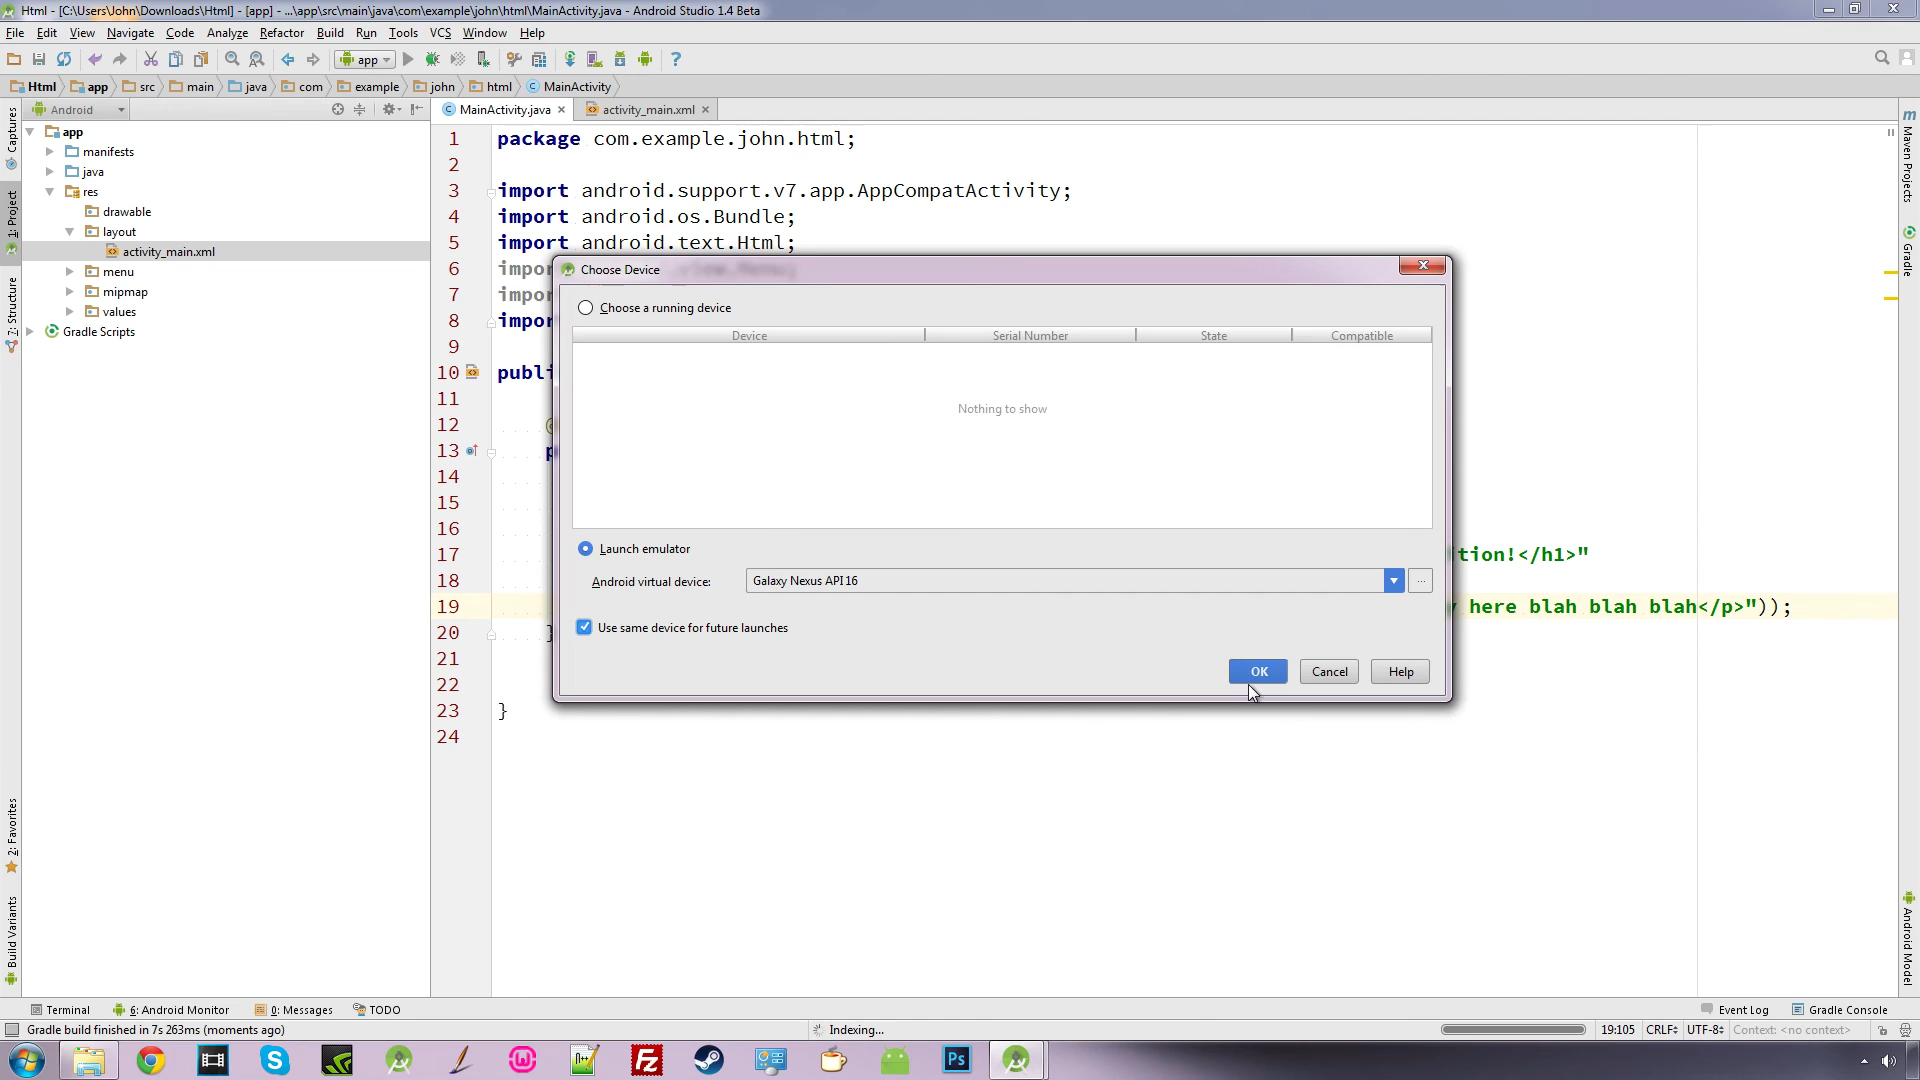 Html - [C:\Users\John\Downloads\Html] - [app] - ...\app\src\main\java\com\example\john\html\MainActivity.java - Android Studio 1.4 Beta
File Edit View Navigate Code Analyze Refactor Build Run Tools VCS Window Help
app
Html app src main java com example john html MainActivity
Android
MainActivity.java activity_main.xml
app
manifests
java
res
drawable
layout
activity_main.xml
menu
mipmap
values
Gradle Scripts
Captures
1: Project
7: Structure
2: Favorites
Build Variants
1 package com.example.john.html;
2
3 import android.support.v7.app.AppCompatActivity;
4 import android.os.Bundle;
5 import android.text.Html;
6 impor
7 impor
8 impor
9
10 publi
11
12 @
13 p
14
15
16
17 tion!</h1>"
18
19 here blah blah blah</p>"));
20 }
21
22
23 }
24
Choose Device
Choose a running device
Device Serial Number State Compatible
Nothing to show
Launch emulator
Android virtual device: Galaxy Nexus API 16 ...
Use same device for future launches
OK Cancel Help
m Maven Projects
Gradle
Android Model
Terminal 6: Android Monitor 0: Messages TODO Event Log Gradle Console
Gradle build finished in 7s 263ms (moments ago) Indexing... 19:105 CRLF UTF-8 Context: <no context>
Fz
Ps